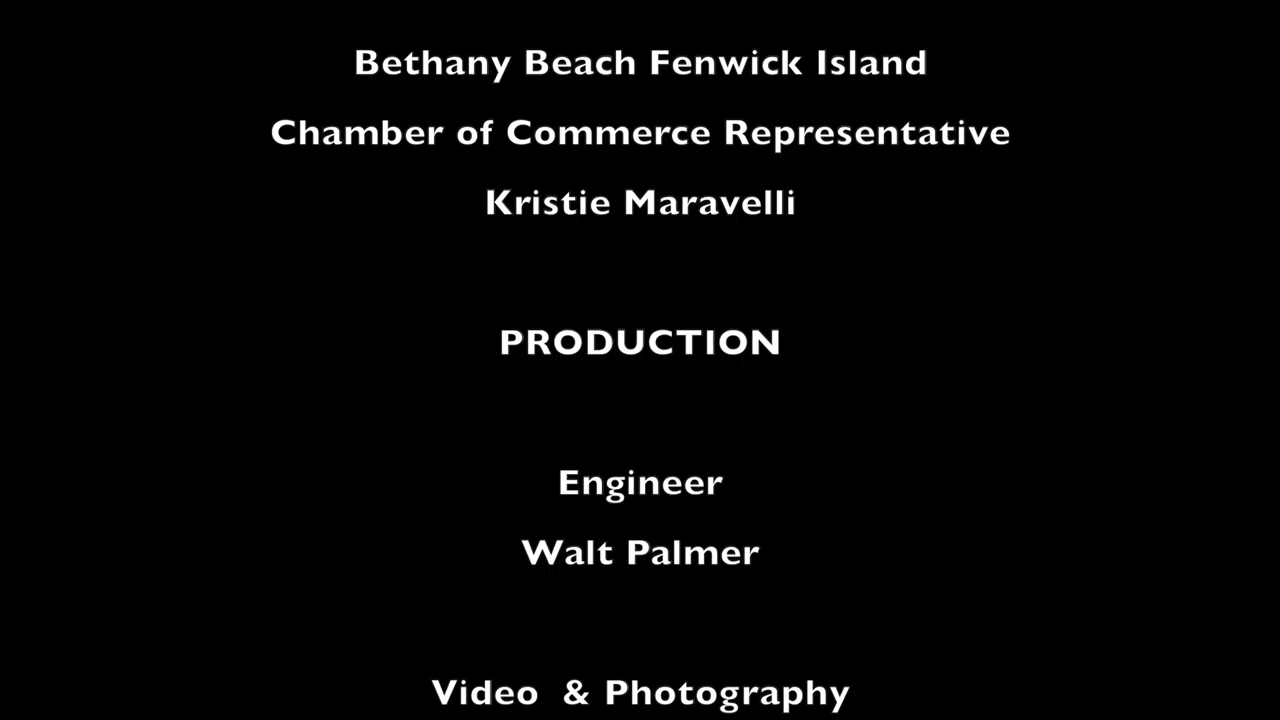 Bethany Beach Fenwick Island
Chamber of Commerce Representative
Kristie Maravelli
PRODUCTION
Engineer
Walt Palmer
Video & Photography